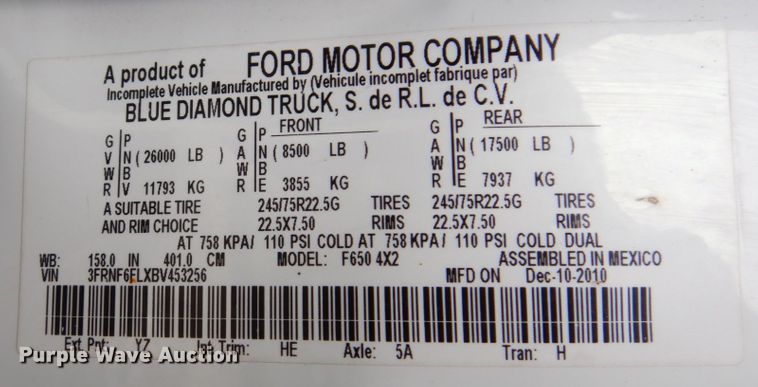 A product of FORD MOTOR COMPANY
Incomplete Vehicle Manufactured by (Vehicule incomplet fabrique par)
BLUE DIAMOND TRUCK, S. de R.L. de C.V.
G P G P FRONT G P REAR
V N ( 26000 LB ) A N ( 8500 LB ) A N ( 17500 LB )
W B W B W B
R V 11793 KG R E 3855 KG R E 7937 KG
A SUITABLE TIRE 245/75R22.5G TIRES 245/75R22.5G TIRES
AND RIM CHOICE 22.5X7.50 RIMS 22.5X7.50 RIMS
AT 758 KPA/ 110 PSI COLD AT 758 KPA/ 110 PSI COLD DUAL
WB: 158.0 IN 401.0 CM MODEL: F650 4X2 ASSEMBLED IN MEXICO
VIN 3FRNF6FLXBV453256 MFD ON Dec-10-2010
Ext. Pnt: YZ Int. Trim: HE Axle: 5A Tran: H
Purple Wave Auction